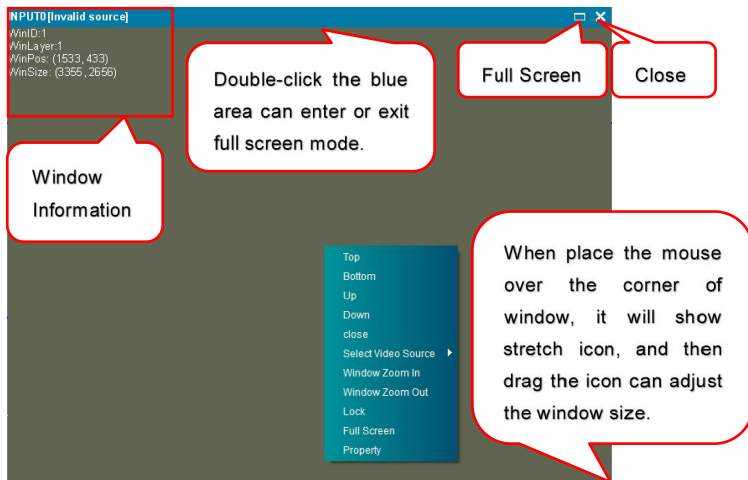 INPUT0[Invalid source]
WinID:1
WinLayer:1
WinPos: (1533, 433)
WinSize: (3355, 2656)
Double-click the blue
area can enter or exit
full screen mode.
Full Screen
Close
Window
Information
Top
Bottom
Up
Down
close
Select Video Source
Window Zoom In
Window Zoom Out
Lock
Full Screen
Property
When place the mouse
over the corner of
window, it will show
stretch icon, and then
drag the icon can adjust
the window size.